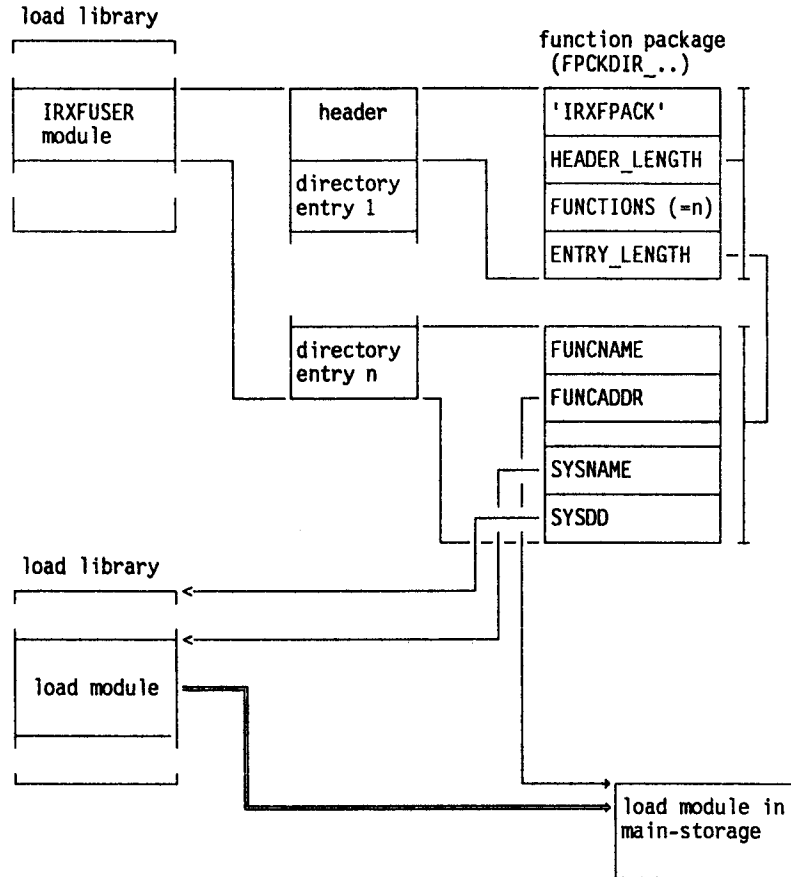 load library
function package
(FPCKDIR_..)
IRXFUSER
module
header
directory
entry 1
'IRXFPACK'
HEADER_LENGTH
FUNCTIONS (=n)
ENTRY_LENGTH
directory
entry n
FUNCNAME
FUNCADDR
SYSNAME
SYSDD
load library
load module
load module in
main-storage